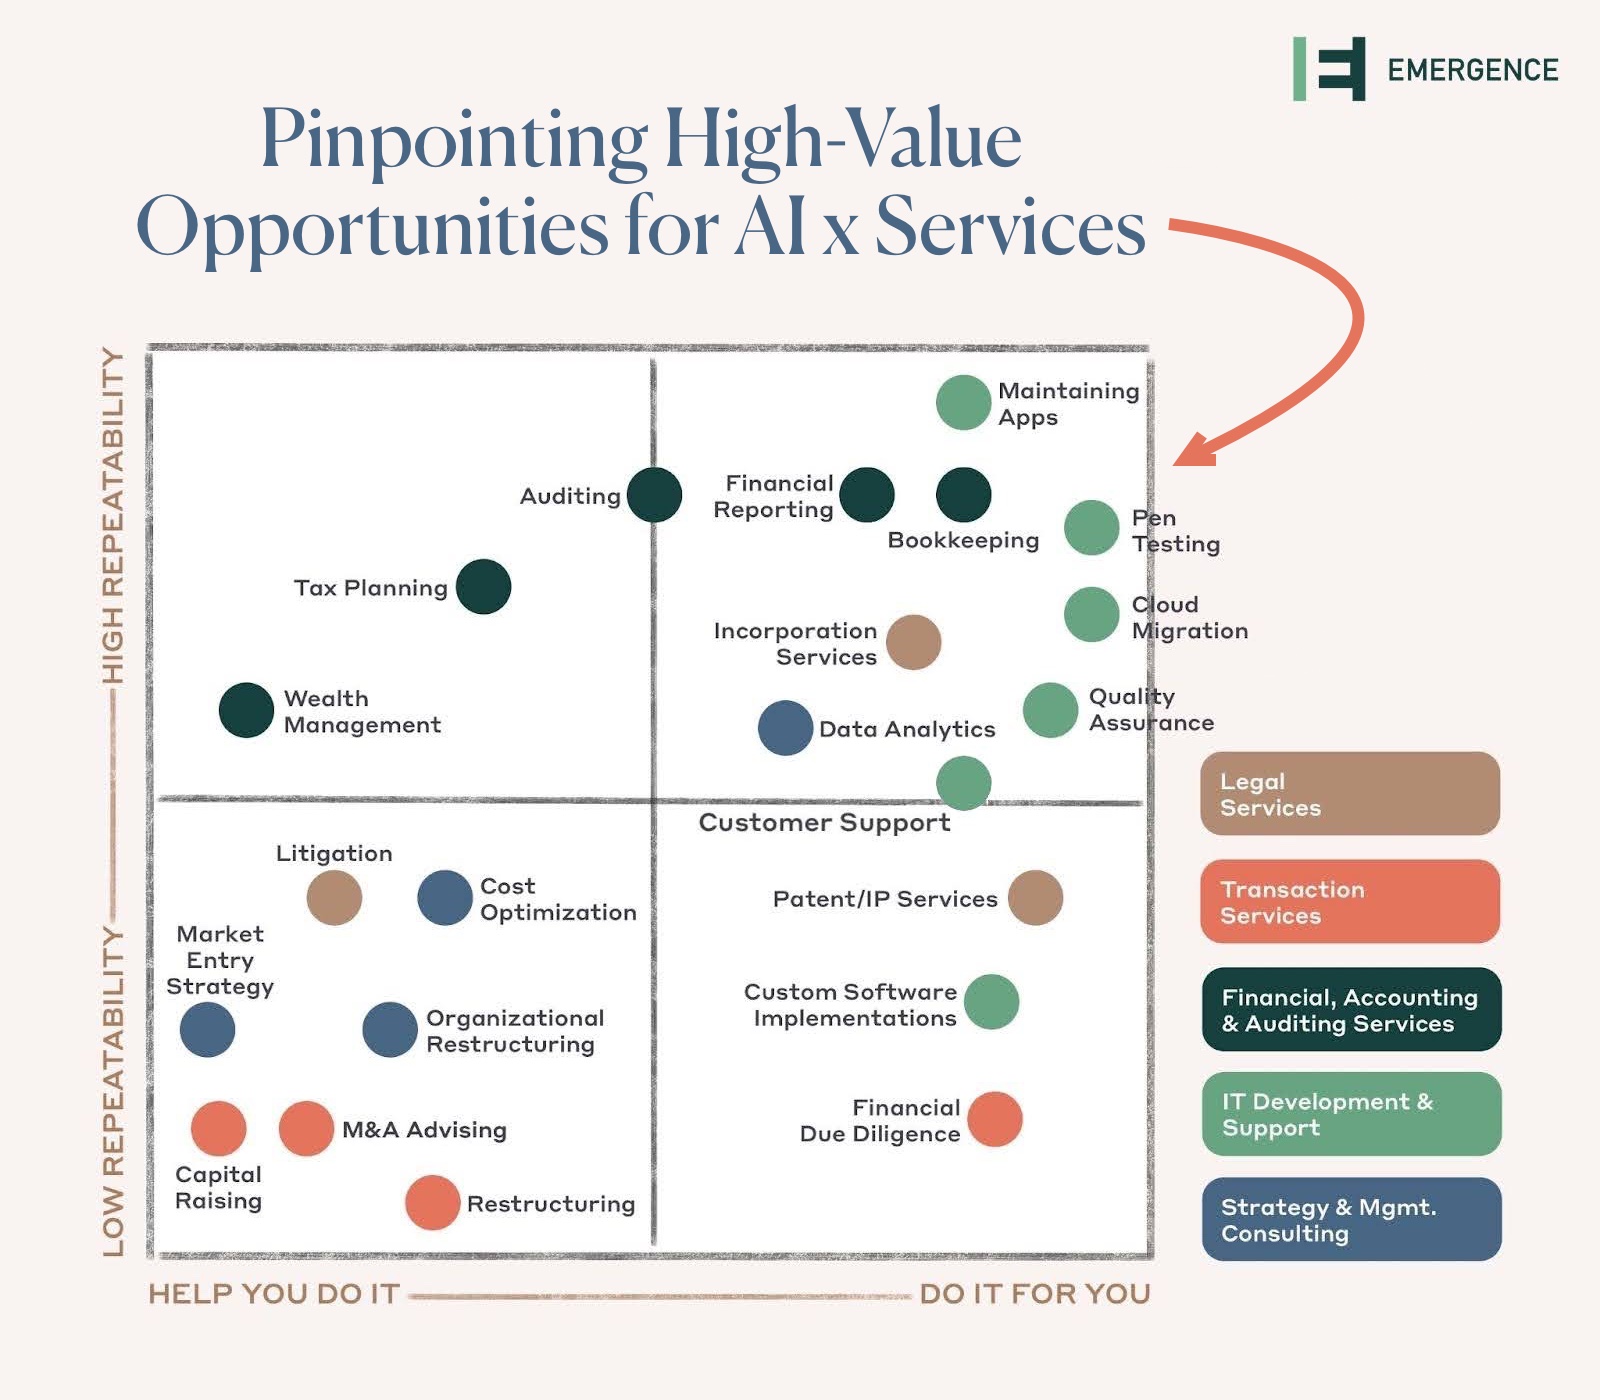 EMERGENCE
Pinpointing High-Value
Opportunities for AI x Services
HIGH REPEATABILITY
LOW REPEATABILITY
Maintaining
Apps
Auditing
Financial
Reporting
Bookkeeping
Pen
Testing
Tax Planning
Cloud
Migration
Incorporation
Services
Wealth
Management
Data Analytics
Quality
Assurance
Customer Support
Litigation
Cost
Optimization
Patent/IP Services
Market
Entry
Strategy
Organizational
Restructuring
Custom Software
Implementations
Capital
Raising
M&A Advising
Financial
Due Diligence
Restructuring
Legal
Services
Transaction
Services
Financial, Accounting
& Auditing Services
IT Development &
Support
Strategy & Mgmt.
Consulting
HELP YOU DO IT
DO IT FOR YOU